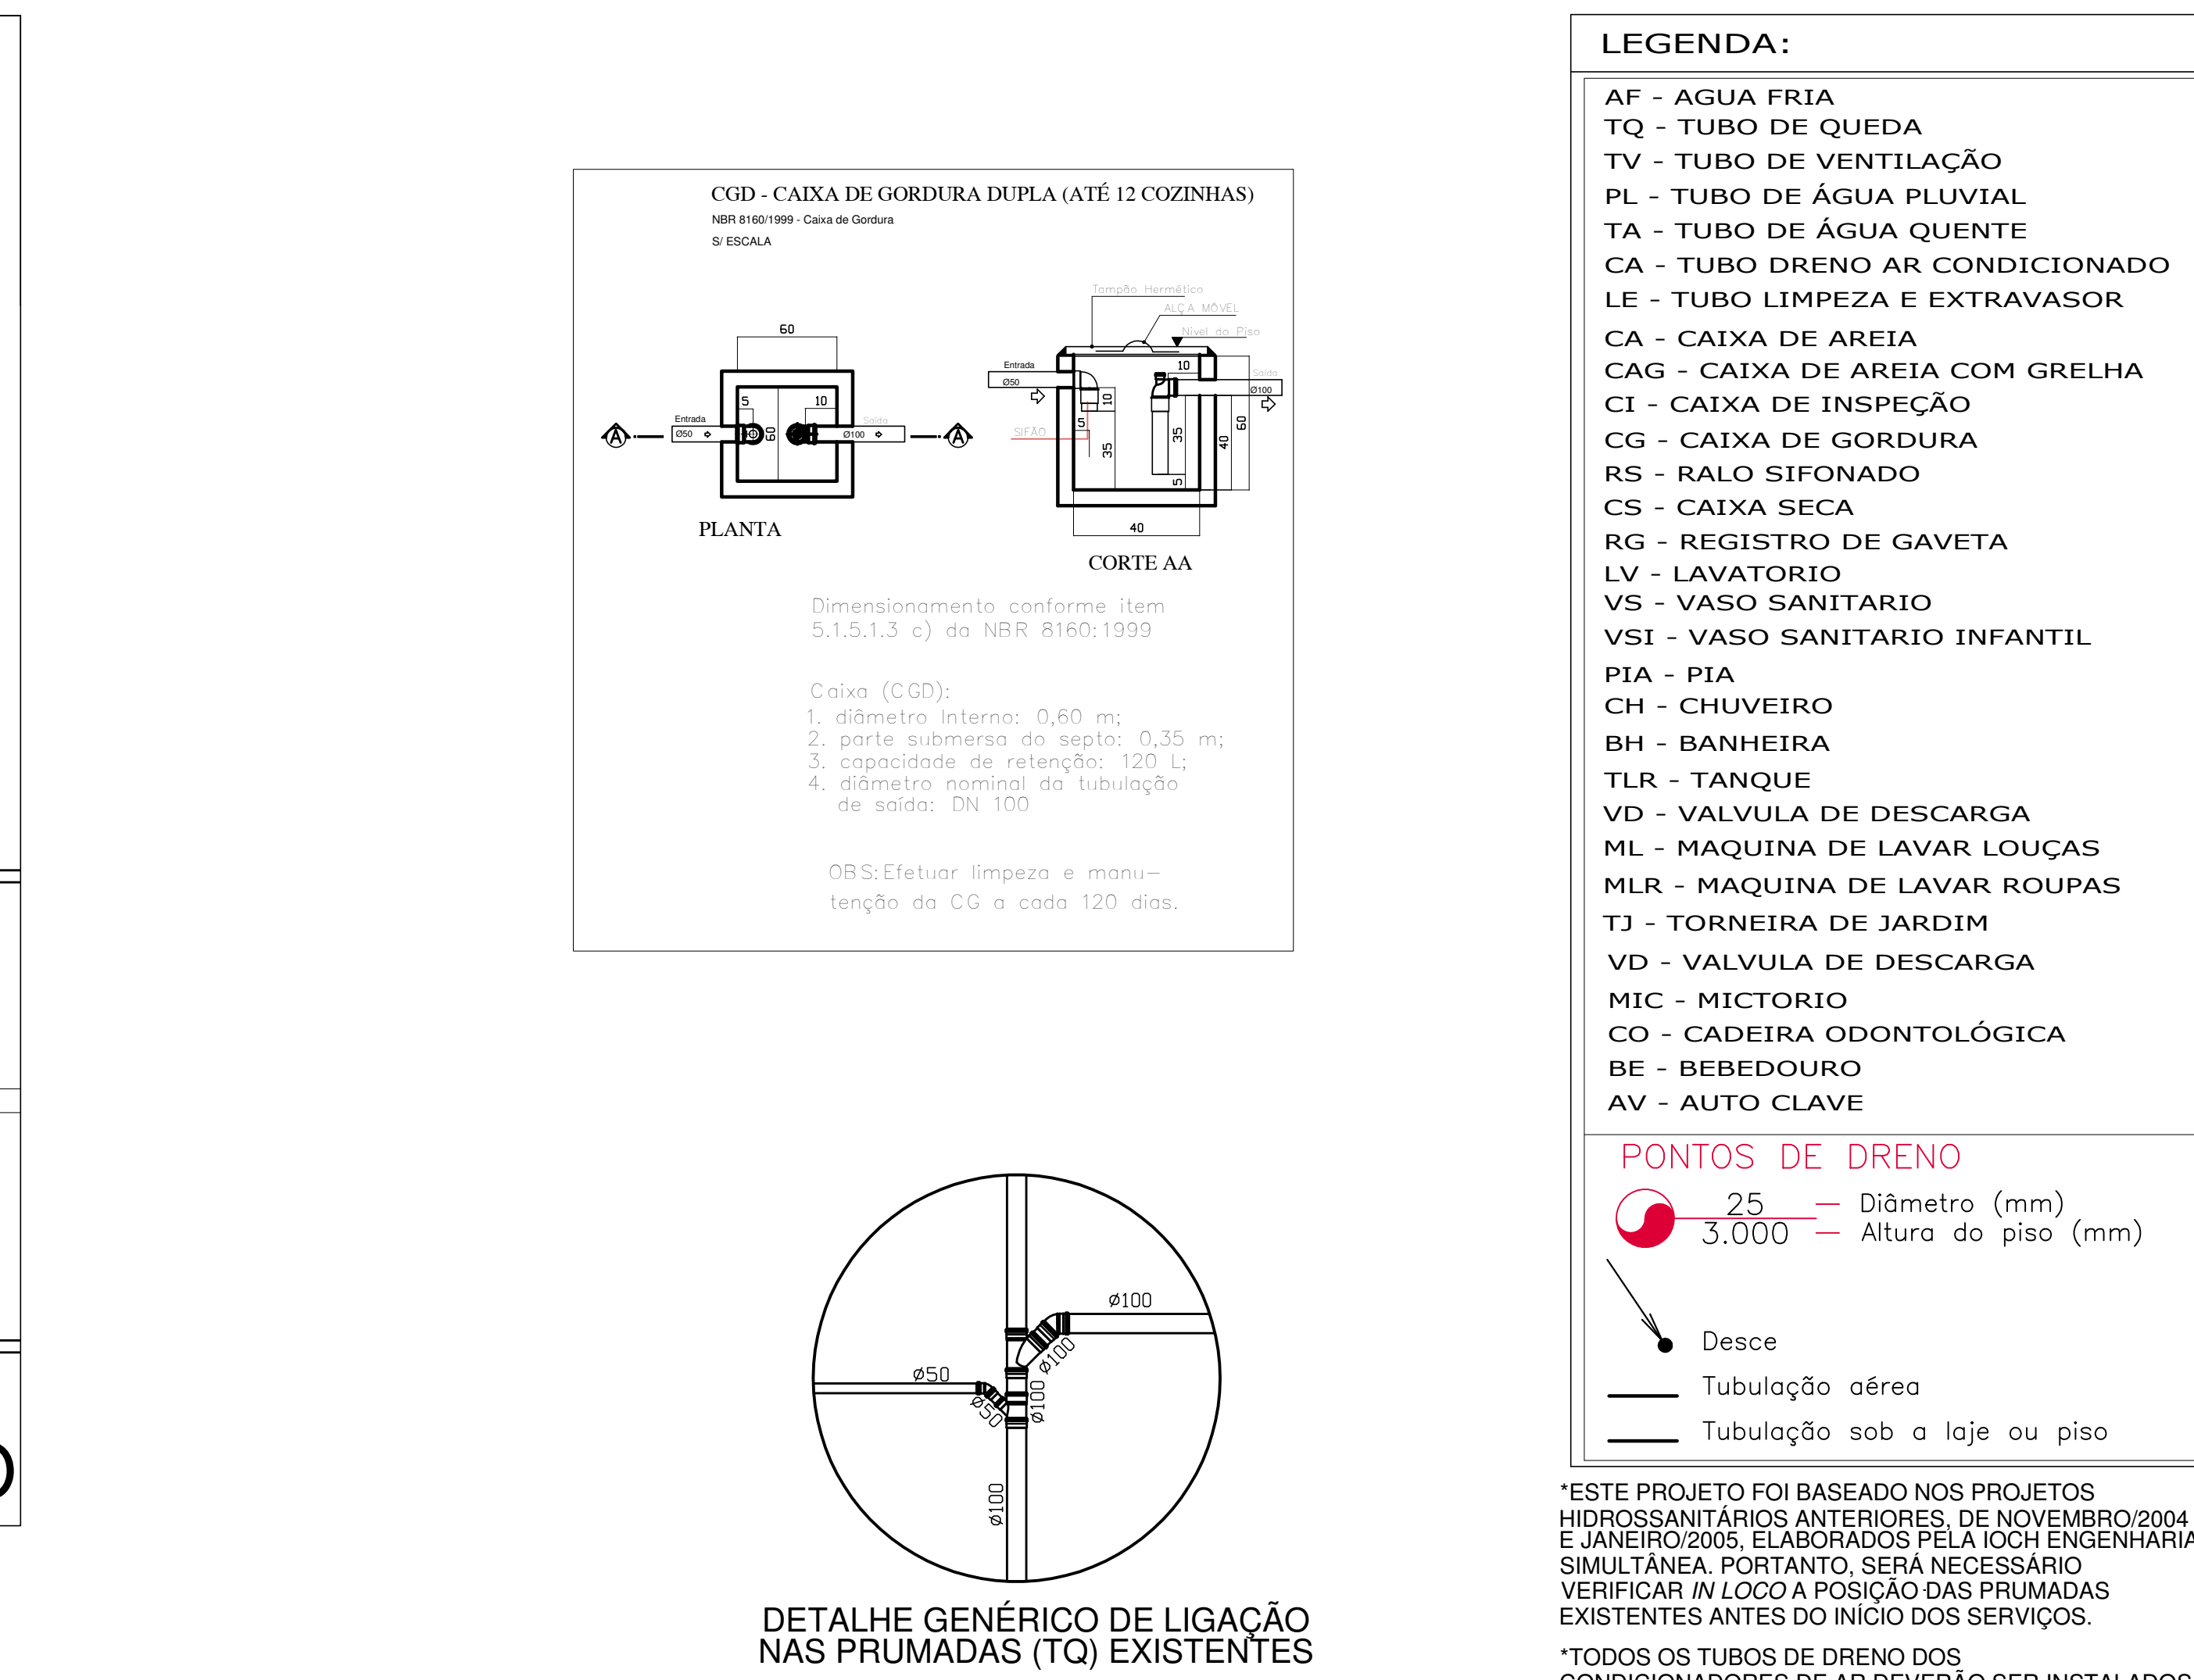 CGD - CAIXA DE GORDURA DUPLA (ATÉ 12 COZINHAS)
NBR 8160/1999 - Caixa de Gordura
S/ ESCALA
60
5
10
60
Entrada
Ø50
Saída
Ø100
A
A
PLANTA
Tampão Hermético
ALÇA MÓVEL
Nível do Piso
Entrada
Ø50
10
Saída
Ø100
10
SIFÃO
5
35
35
5
40
60
40
CORTE AA
Dimensionamento conforme item
5.1.5.1.3 c) da NBR 8160:1999
Caixa (CGD):
1. diâmetro Interno: 0,60 m;
2. parte submersa do septo: 0,35 m;
3. capacidade de retenção: 120 L;
4. diâmetro nominal da tubulação
de saída: DN 100
OBS:Efetuar limpeza e manu-
tenção da CG a cada 120 dias.
ø100
ø100
ø50
ø50
ø100
ø100
DETALHE GENÉRICO DE LIGAÇÃO
NAS PRUMADAS (TQ) EXISTENTES
LEGENDA:
AF - AGUA FRIA
TQ - TUBO DE QUEDA
TV - TUBO DE VENTILAÇÃO
PL - TUBO DE ÁGUA PLUVIAL
TA - TUBO DE ÁGUA QUENTE
CA - TUBO DRENO AR CONDICIONADO
LE - TUBO LIMPEZA E EXTRAVASOR
CA - CAIXA DE AREIA
CAG - CAIXA DE AREIA COM GRELHA
CI - CAIXA DE INSPEÇÃO
CG - CAIXA DE GORDURA
RS - RALO SIFONADO
CS - CAIXA SECA
RG - REGISTRO DE GAVETA
LV - LAVATORIO
VS - VASO SANITARIO
VSI - VASO SANITARIO INFANTIL
PIA - PIA
CH - CHUVEIRO
BH - BANHEIRA
TLR - TANQUE
VD - VALVULA DE DESCARGA
ML - MAQUINA DE LAVAR LOUÇAS
MLR - MAQUINA DE LAVAR ROUPAS
TJ - TORNEIRA DE JARDIM
VD - VALVULA DE DESCARGA
MIC - MICTORIO
CO - CADEIRA ODONTOLÓGICA
BE - BEBEDOURO
AV - AUTO CLAVE
PONTOS DE DRENO
25 — Diâmetro (mm)
3.000 — Altura do piso (mm)
Desce
Tubulação aérea
Tubulação sob a laje ou piso
*ESTE PROJETO FOI BASEADO NOS PROJETOS
HIDROSSANITÁRIOS ANTERIORES, DE NOVEMBRO/2004
E JANEIRO/2005, ELABORADOS PELA IOCH ENGENHARIA
SIMULTÂNEA. PORTANTO, SERÁ NECESSÁRIO
VERIFICAR IN LOCO A POSIÇÃO DAS PRUMADAS
EXISTENTES ANTES DO INÍCIO DOS SERVIÇOS.
*TODOS OS TUBOS DE DRENO DOS
CONDICIONADORES DE AR DEVERÃO SER INSTALADOS